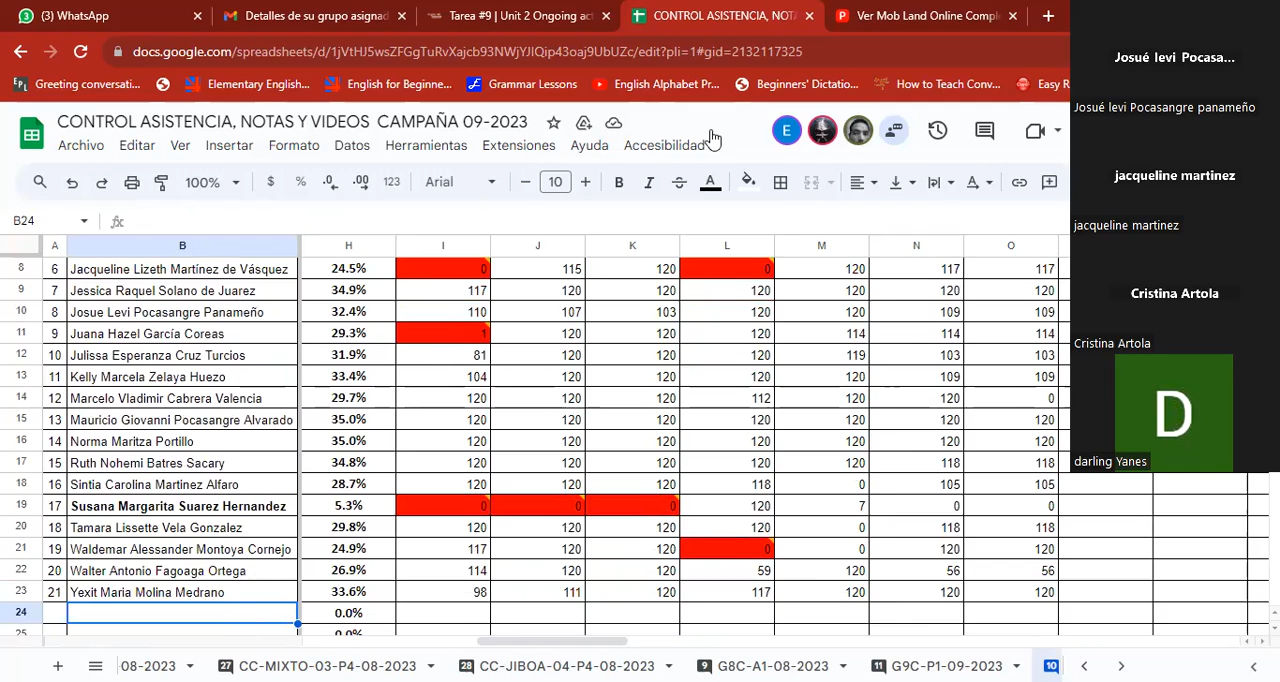 (3) WhatsApp
Detalles de su grupo asignad
Tarea #9 | Unit 2 Ongoing act
CONTROL ASISTENCIA, NOTA
Ver Mob Land Online Comple
docs.google.com/spreadsheets/d/1jVtHJ5wsZFGgTuRvXajcb93NWjYJIQip43oaj9UbUZc/edit?pli=1#gid=2132117325
Greeting conversati...
Elementary English...
English for Beginne...
Grammar Lessons
English Alphabet Pr...
Beginners' Dictatio...
How to Teach Conv...
Easy R
CONTROL ASISTENCIA, NOTAS Y VIDEOS CAMPAÑA 09-2023
E
Archivo Editar Ver Insertar Formato Datos Herramientas Extensiones Ayuda Accesibilidad
100% $ % .0 .00 123 Arial − 10 + B I A
B24 fx
A B H I J K L M N O
8 6 Jacqueline Lizeth Martínez de Vásquez 24.5% 0 115 120 0 120 117 117
9 7 Jessica Raquel Solano de Juarez 34.9% 117 120 120 120 120 120 120
10 8 Josue Levi Pocasangre Panameño 32.4% 110 107 103 120 120 109 109
11 9 Juana Hazel García Coreas 29.3% 1 120 120 120 114 114 114
12 10 Julissa Esperanza Cruz Turcios 31.9% 81 120 120 120 119 103 103
13 11 Kelly Marcela Zelaya Huezo 33.4% 104 120 120 120 120 109 109
14 12 Marcelo Vladimir Cabrera Valencia 29.7% 120 120 120 112 120 120 0
15 13 Mauricio Giovanni Pocasangre Alvarado 35.0% 120 120 120 120 120 120 120
16 14 Norma Maritza Portillo 35.0% 120 120 120 120 120 120 120
17 15 Ruth Nohemi Batres Sacary 34.8% 120 120 120 120 120 118 118
18 16 Sintia Carolina Martinez Alfaro 28.7% 120 120 120 118 0 105 105
19 17 Susana Margarita Suarez Hernandez 5.3% 0 0 0 120 7 0 0
20 18 Tamara Lissette Vela Gonzalez 29.8% 120 120 120 120 0 118 118
21 19 Waldemar Alessander Montoya Cornejo 24.9% 117 120 120 0 0 120 120
22 20 Walter Antonio Fagoaga Ortega 26.9% 114 120 120 59 120 56 56
23 21 Yexit Maria Molina Medrano 33.6% 98 111 120 117 120 120 120
24 0.0%
25 0.0%
08-2023
27 CC-MIXTO-03-P4-08-2023
28 CC-JIBOA-04-P4-08-2023
9 G8C-A1-08-2023
11 G9C-P1-09-2023
10
Josué levi Pocasa...
Josué levi Pocasangre panameño
jacqueline martinez
jacqueline martinez
Cristina Artola
Cristina Artola
D
darling Yanes